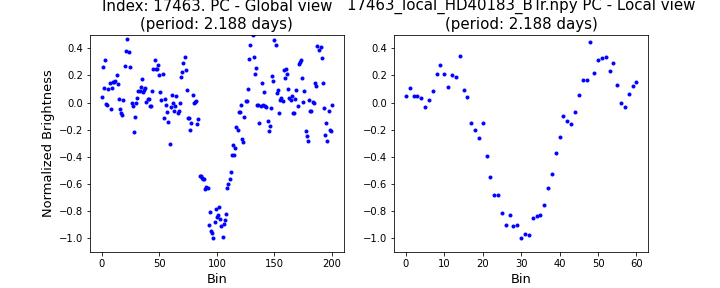 Index: 17463. PC - Global view
(period: 2.188 days)
17463_local_HD40183_BTr.npy PC - Local view
(period: 2.188 days)
Normalized Brightness
0.4
0.2
0.0
−0.2
−0.4
−0.6
−0.8
−1.0
0 50 100 150 200
Bin
0.4
0.2
0.0
−0.2
−0.4
−0.6
−0.8
−1.0
0 10 20 30 40 50 60
Bin